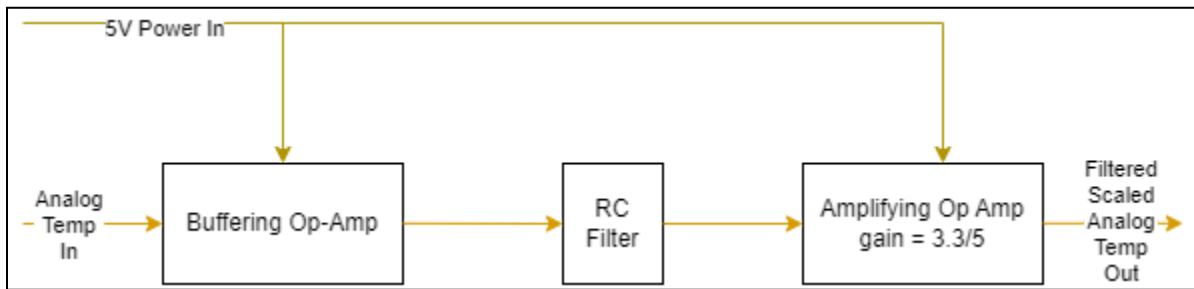 5V Power In
Analog
Temp
In
Buffering Op-Amp
RC
Filter
Amplifying Op Amp
gain = 3.3/5
Filtered
Scaled
Analog
Temp
Out